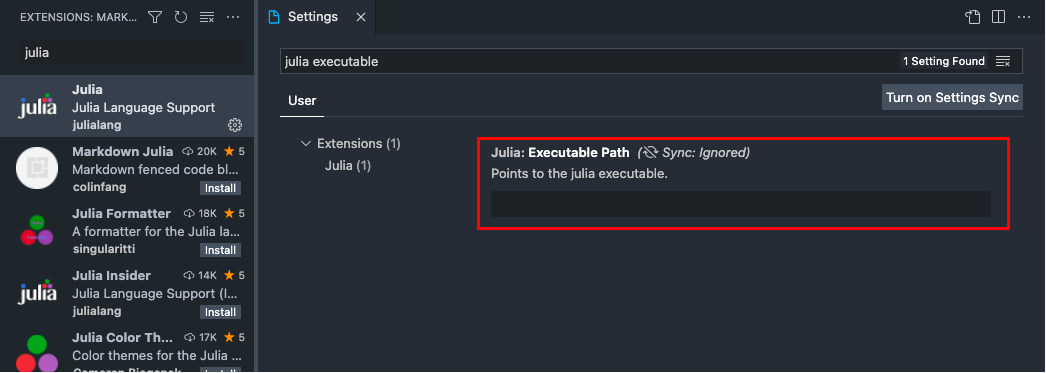 EXTENSIONS: MARK...
julia
Julia
Julia Language Support
julialang
Markdown Julia 20K 5
Markdown fenced code bl...
colinfang Install
Julia Formatter 18K 5
A formatter for the Julia la...
singularitti Install
Julia Insider 14K 5
Julia Language Support (I...
julialang Install
Julia Color Th... 17K 5
Color themes for the Julia ...
Install
Settings
julia executable 1 Setting Found
User Turn on Settings Sync
Extensions (1)
Julia (1)
Julia: Executable Path (Sync: Ignored)
Points to the julia executable.
julia
julia